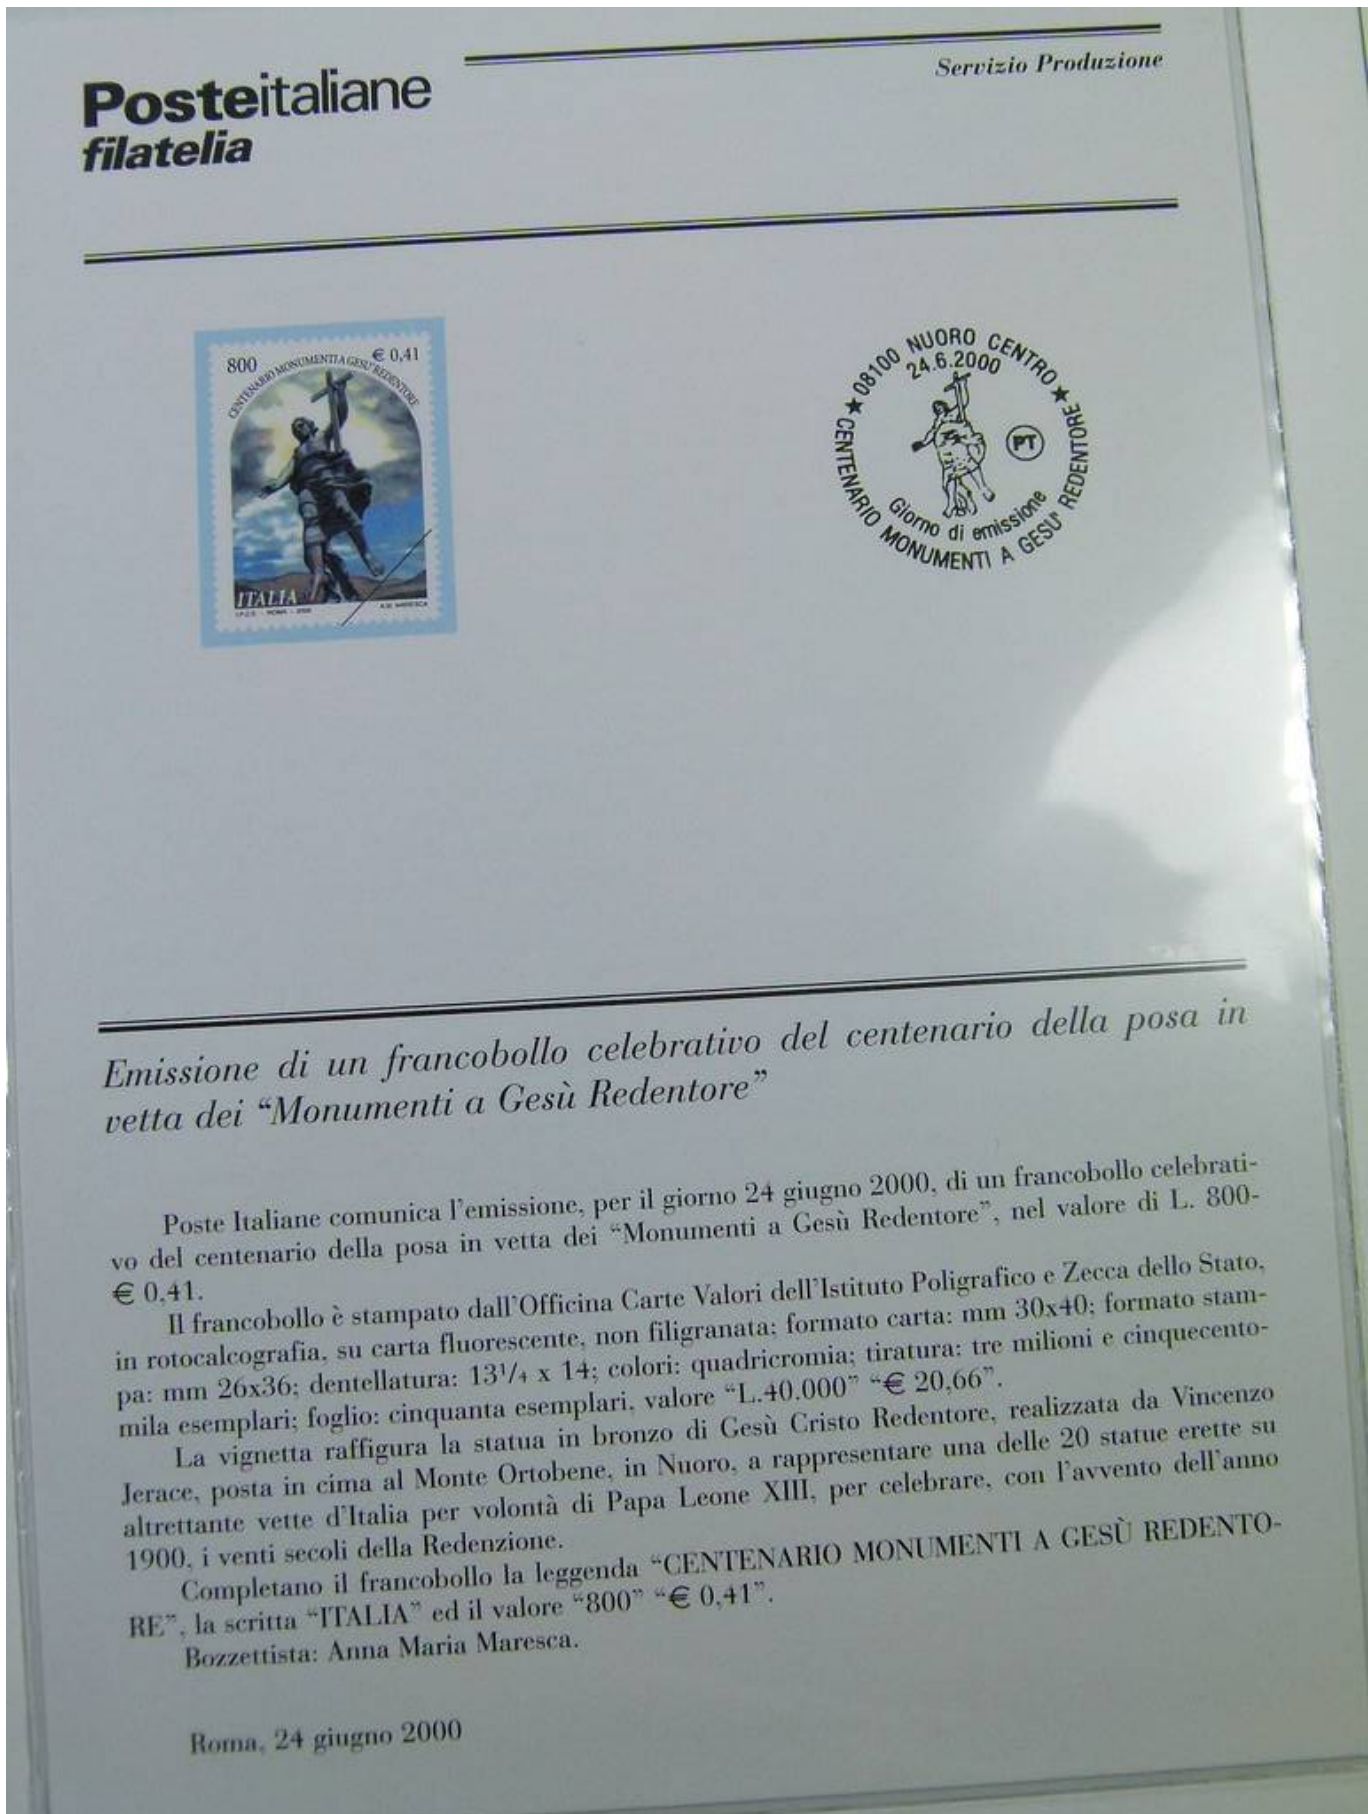 Posteitaliane
filatelia
Servizio Produzione
800
€ 0,41
CENTENARIO MONUMENTI A GESU' REDENTORE
ITALIA
I.P.Z.S. - ROMA - 2000
A.M. MARESCA
★ 08100 NUORO CENTRO ★
24.6.2000
PT
Giorno di emissione
CENTENARIO MONUMENTI A GESU' REDENTORE
Emissione di un francobollo celebrativo del centenario della posa in
vetta dei “Monumenti a Gesù Redentore”
Poste Italiane comunica l'emissione, per il giorno 24 giugno 2000, di un francobollo celebrati-
vo del centenario della posa in vetta dei “Monumenti a Gesù Redentore”, nel valore di L. 800-
€ 0,41.
Il francobollo è stampato dall'Officina Carte Valori dell'Istituto Poligrafico e Zecca dello Stato,
in rotocalcografia, su carta fluorescente, non filigranata; formato carta: mm 30x40; formato stam-
pa: mm 26x36; dentellatura: 13¹/₄ x 14; colori: quadricromia; tiratura: tre milioni e cinquecento-
mila esemplari; foglio: cinquanta esemplari, valore “L.40.000” “€ 20,66”.
La vignetta raffigura la statua in bronzo di Gesù Cristo Redentore, realizzata da Vincenzo
Jerace, posta in cima al Monte Ortobene, in Nuoro, a rappresentare una delle 20 statue erette su
altrettante vette d'Italia per volontà di Papa Leone XIII, per celebrare, con l'avvento dell'anno
1900, i venti secoli della Redenzione.
Completano il francobollo la leggenda “CENTENARIO MONUMENTI A GESÙ REDENTO-
RE”, la scritta “ITALIA” ed il valore “800” “€ 0,41”.
Bozzettista: Anna Maria Maresca.
Roma, 24 giugno 2000